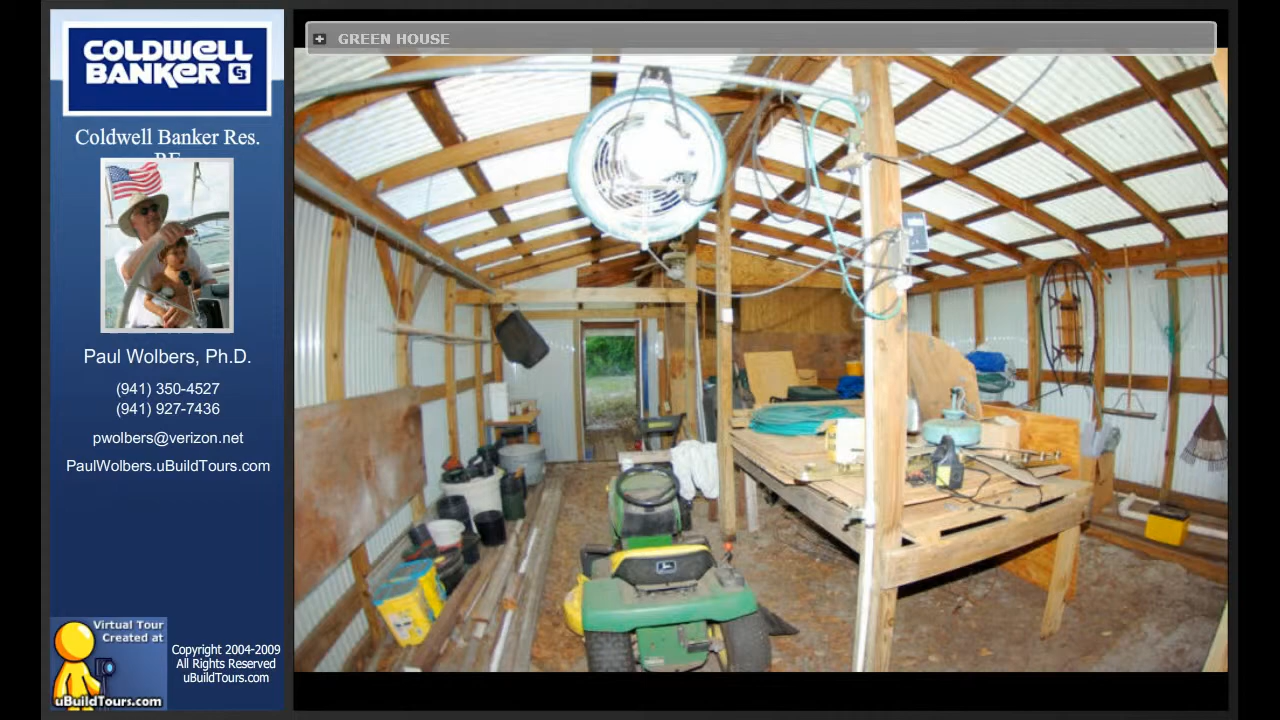 COLDWELL
BANKER
Coldwell Banker Res.
RE
Paul Wolbers, Ph.D.
(941) 350-4527
(941) 927-7436
pwolbers@verizon.net
PaulWolbers.uBuildTours.com
Virtual Tour
Created at
uBuildTours.com
Copyright 2004-2009
All Rights Reserved
uBuildTours.com
GREEN HOUSE